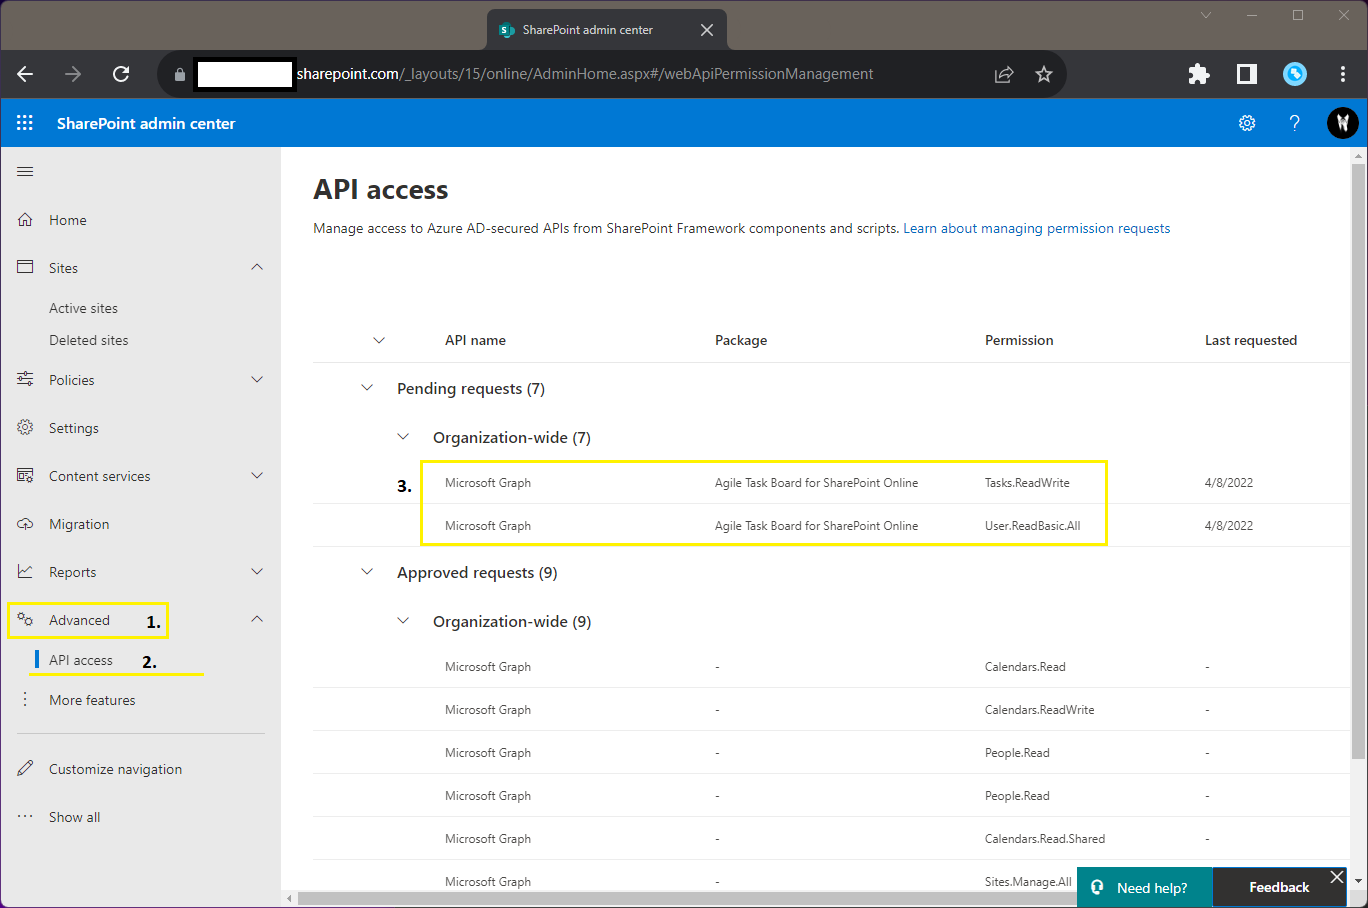 SharePoint admin center
sharepoint.com/_layouts/15/online/AdminHome.aspx#/webApiPermissionManagement
SharePoint admin center
Home
Sites
Active sites
Deleted sites
Policies
Settings
Content services
Migration
Reports
Advanced 1.
API access 2.
More features
Customize navigation
Show all
API access
Manage access to Azure AD-secured APIs from SharePoint Framework components and scripts. Learn about managing permission requests
API name Package Permission Last requested
Pending requests (7)
Organization-wide (7)
3. Microsoft Graph Agile Task Board for SharePoint Online Tasks.ReadWrite 4/8/2022
Microsoft Graph Agile Task Board for SharePoint Online User.ReadBasic.All 4/8/2022
Approved requests (9)
Organization-wide (9)
Microsoft Graph - Calendars.Read -
Microsoft Graph - Calendars.ReadWrite -
Microsoft Graph - People.Read -
Microsoft Graph - People.Read -
Microsoft Graph - Calendars.Read.Shared -
Microsoft Graph - Sites.Manage.All
Need help? Feedback